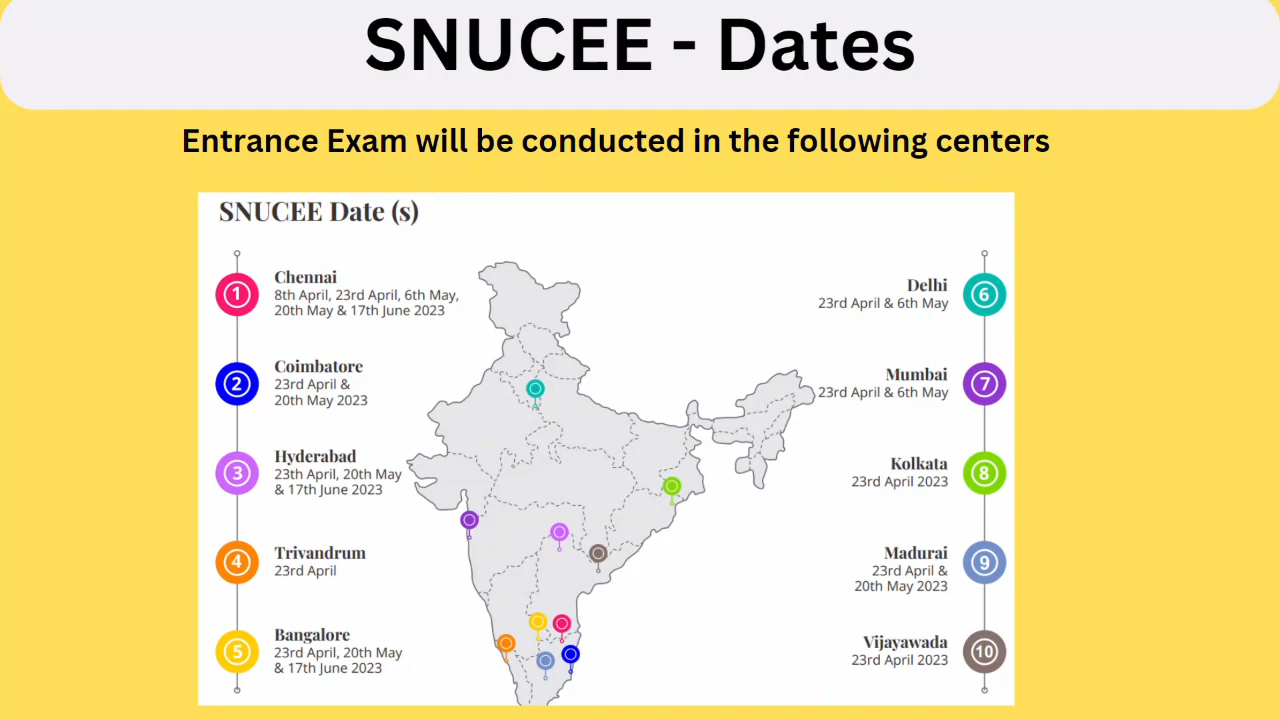 SNUCEE - Dates
Entrance Exam will be conducted in the following centers
SNUCEE Date (s)
1
Chennai
8th April, 23rd April, 6th May,
20th May & 17th June 2023
2
Coimbatore
23rd April &
20th May 2023
3
Hyderabad
23th April, 20th May
& 17th June 2023
4
Trivandrum
23rd April
5
Bangalore
23rd April, 20th May
& 17th June 2023
Delhi
23rd April & 6th May
6
Mumbai
23rd April & 6th May
7
Kolkata
23rd April 2023
8
Madurai
23rd April &
20th May 2023
9
Vijayawada
23rd April 2023
10